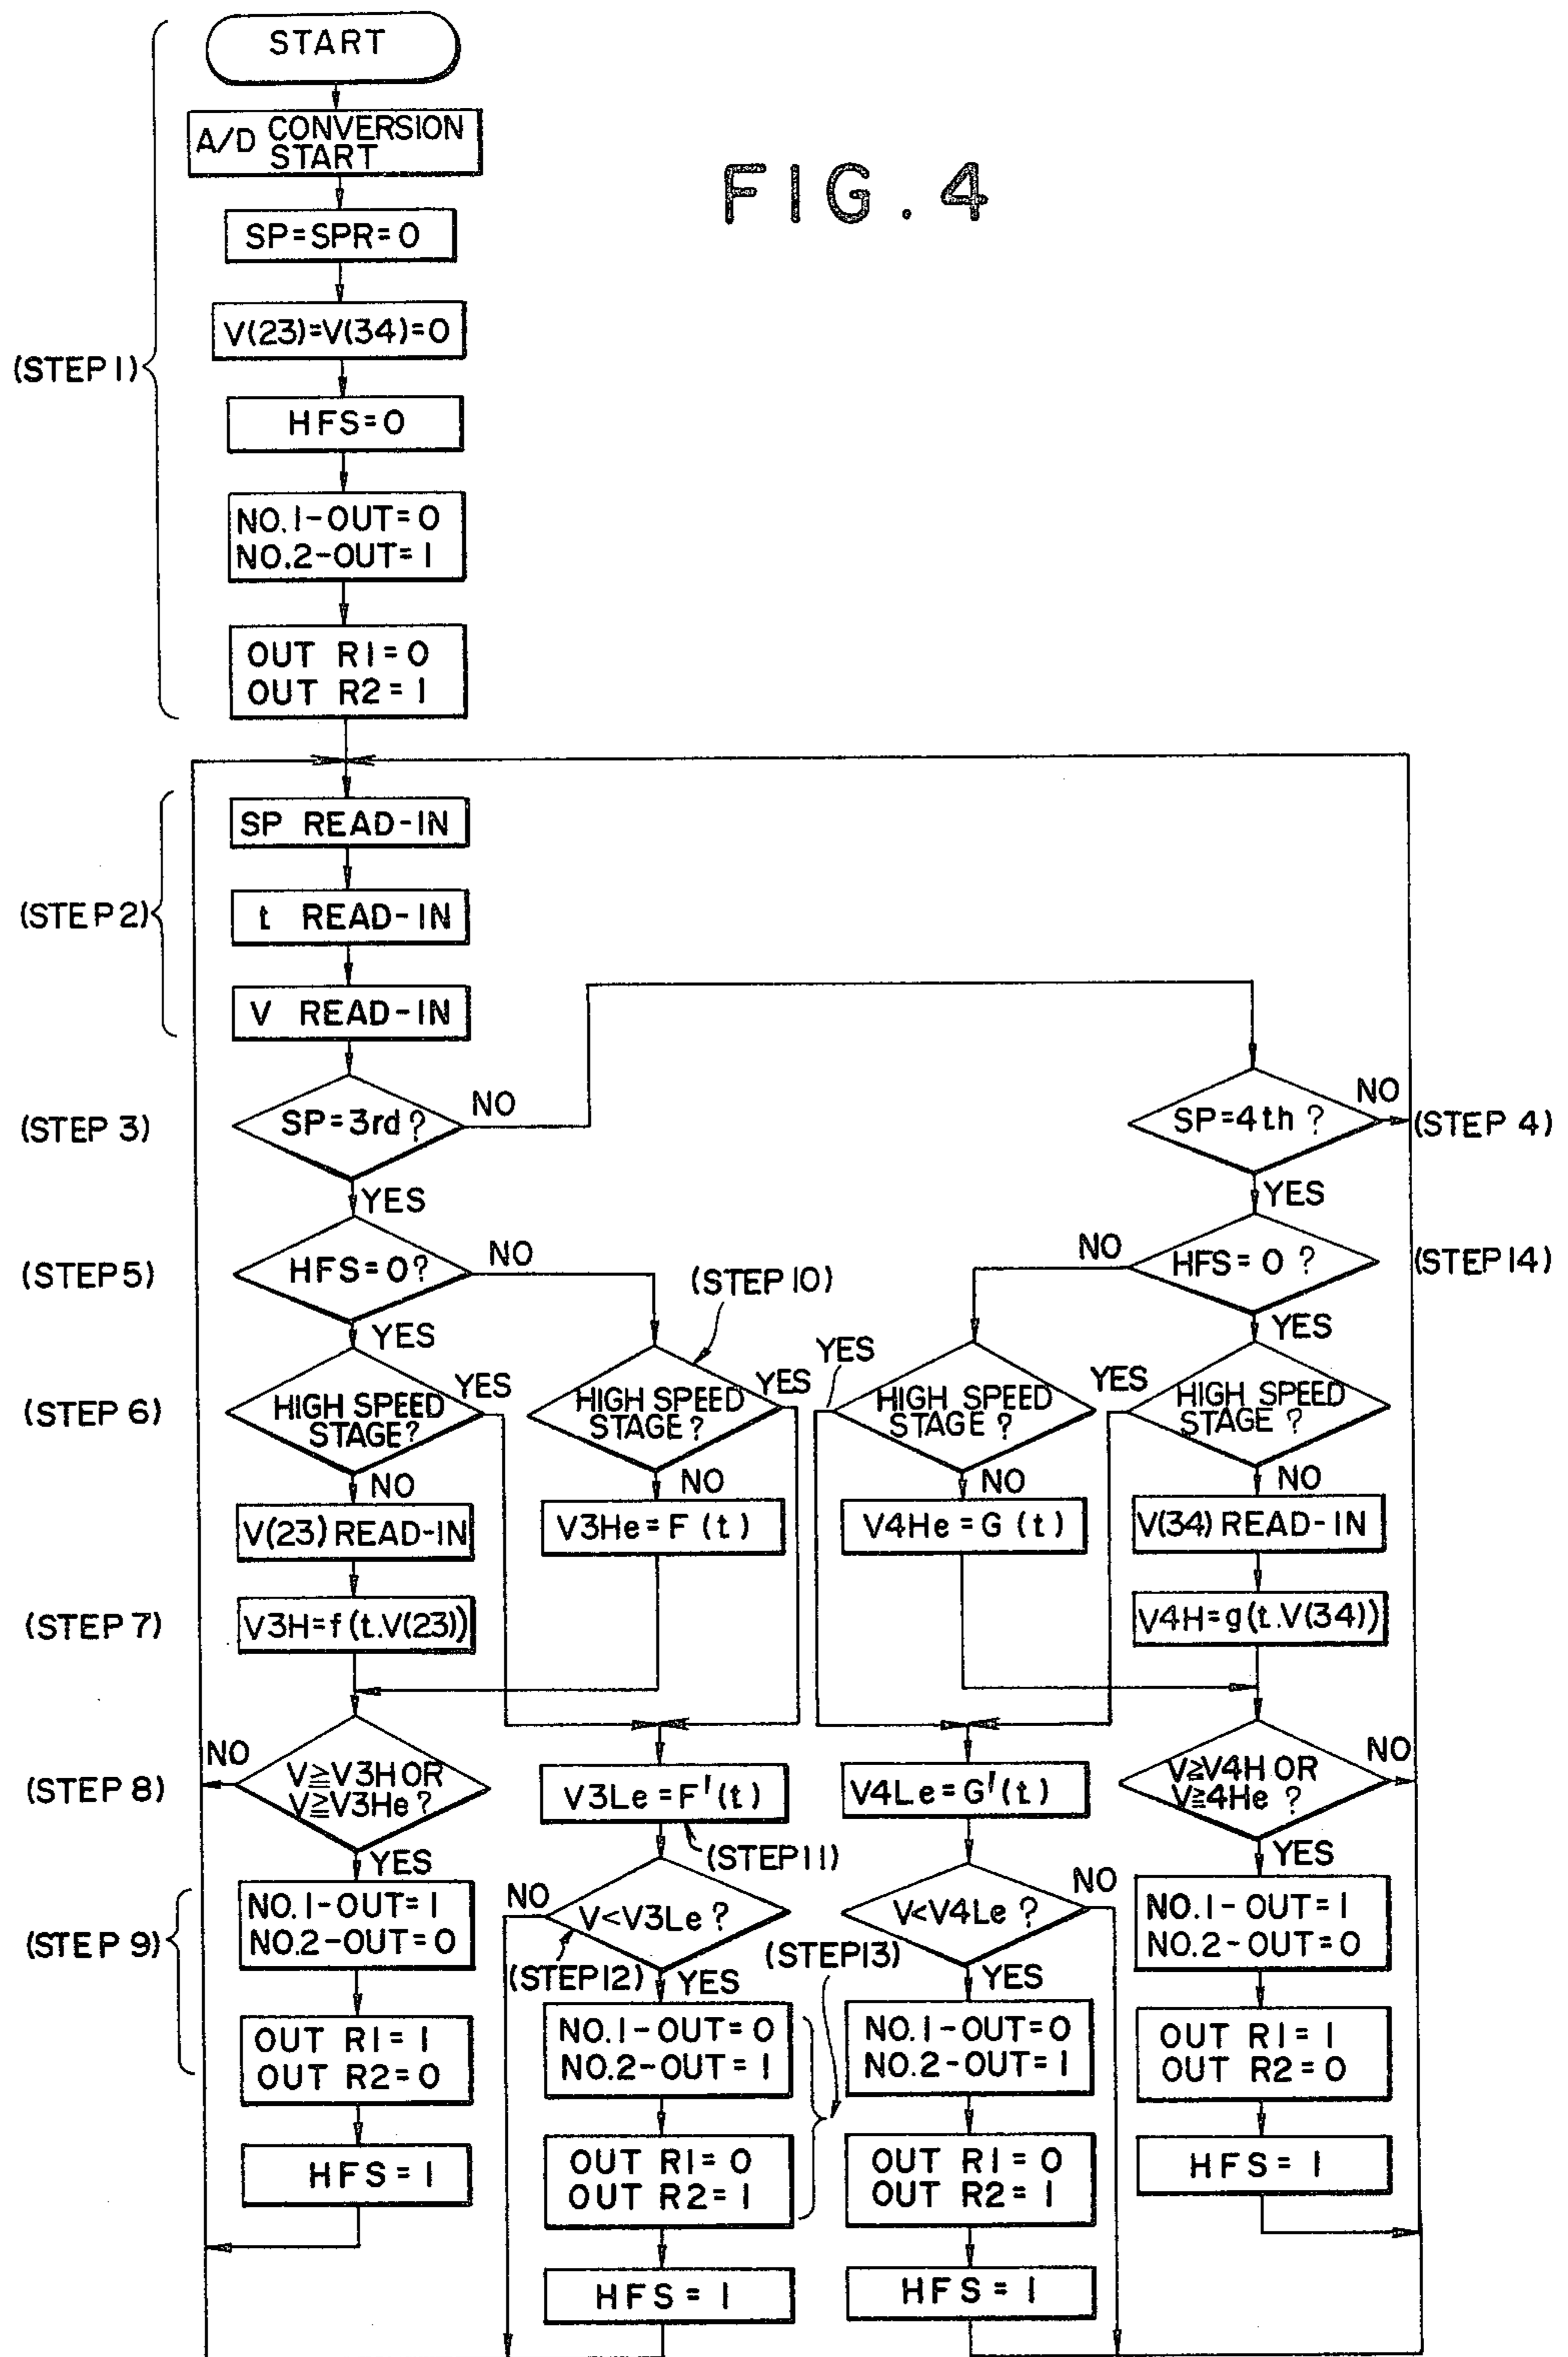 FIG. 4
START
A/D CONVERSION
START
SP=SPR=0
V(23)=V(34)=0
(STEP 1)
HFS=0
NO.1-OUT=0
NO.2-OUT=1
OUT R1=0
OUT R2=1
SP READ-IN
(STEP 2)
t READ-IN
V READ-IN
(STEP 3)
SP=3rd?
NO
SP=4th ?
NO
(STEP 4)
YES
YES
(STEP 5)
HFS=0?
NO
(STEP 10)
NO
HFS=0 ?
(STEP 14)
YES
YES
(STEP 6)
HIGH SPEED
STAGE?
YES
HIGH SPEED
STAGE?
YES
YES
HIGH SPEED
STAGE ?
YES
HIGH SPEED
STAGE ?
NO
NO
NO
NO
V(23) READ-IN
V3He=F (t)
V4He=G (t)
V(34) READ-IN
(STEP 7)
V3H=f(t.V(23))
V4H=g(t.V(34))
(STEP 8)
NO
V≧V3H OR
V≧V3He?
V3Le=F'(t)
V4Le=G'(t)
V≧V4H OR
V≧4He ?
NO
YES
(STEP 11)
YES
(STEP 9)
NO.1-OUT=1
NO.2-OUT=0
NO
V<V3Le ?
(STEP 12)
V<V4Le ?
NO
NO.1-OUT=1
NO.2-OUT=0
YES
(STEP 13)
YES
OUT R1=1
OUT R2=0
NO.1-OUT=0
NO.2-OUT=1
NO.1-OUT=0
NO.2-OUT=1
OUT R1=1
OUT R2=0
HFS=1
OUT R1=0
OUT R2=1
OUT R1=0
OUT R2=1
HFS=1
HFS=1
HFS=1